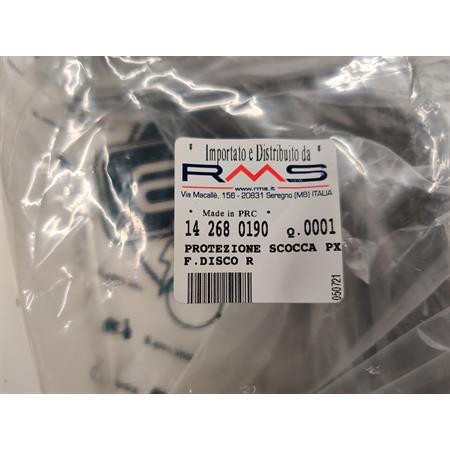 " Importato e Distribuito da "
RMS
www.rms.it
Via Macallè, 156 - 20831 Seregno (MB) ITALIA
* Made in PRC *
14 268 0190 Q.0001
PROTEZIONE SCOCCA PX
F.DISCO R
050721